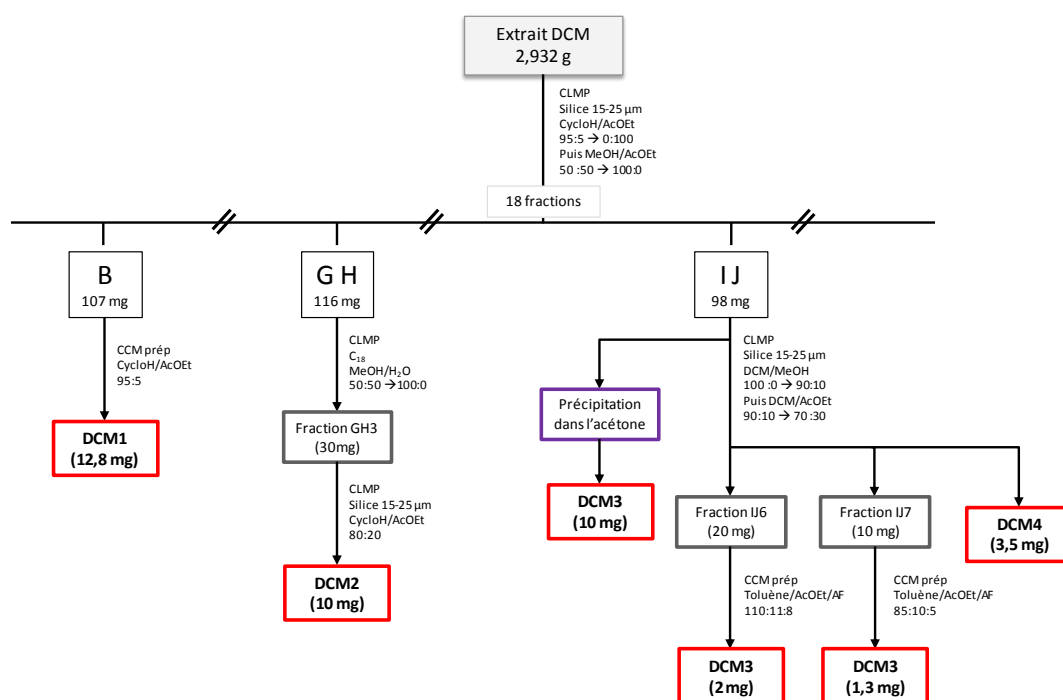 Extrait DCM
2,932 g
CLMP
Silice 15-25 µm
CycloH/AcOEt
95:5 → 0:100
Puis MeOH/AcOEt
50 :50 → 100:0
18 fractions
B
107 mg
G H
116 mg
I J
98 mg
CCM prép
CycloH/AcOEt
95:5
CLMP
C₁₈
MeOH/H₂O
50:50 →100:0
CLMP
Silice 15-25 µm
DCM/MeOH
100 :0 → 90:10
Puis DCM/AcOEt
90:10 → 70:30
DCM1
(12,8 mg)
Fraction GH3
(30mg)
Précipitation
dans l'acétone
CLMP
Silice 15-25 µm
CycloH/AcOEt
80:20
DCM3
(10 mg)
Fraction IJ6
(20 mg)
Fraction IJ7
(10 mg)
DCM4
(3,5 mg)
DCM2
(10 mg)
CCM prép
Toluène/AcOEt/AF
110:11:8
CCM prép
Toluène/AcOEt/AF
85:10:5
DCM3
(2 mg)
DCM3
(1,3 mg)